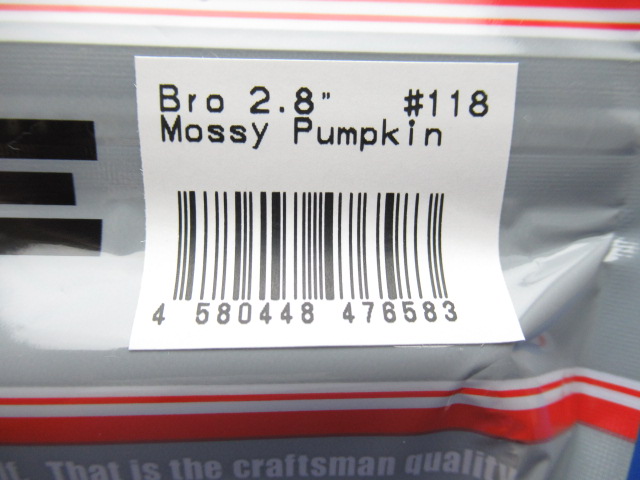 Bro 2.8" #118
Mossy Pumpkin
4 580448 476583
That is the craftsman quality